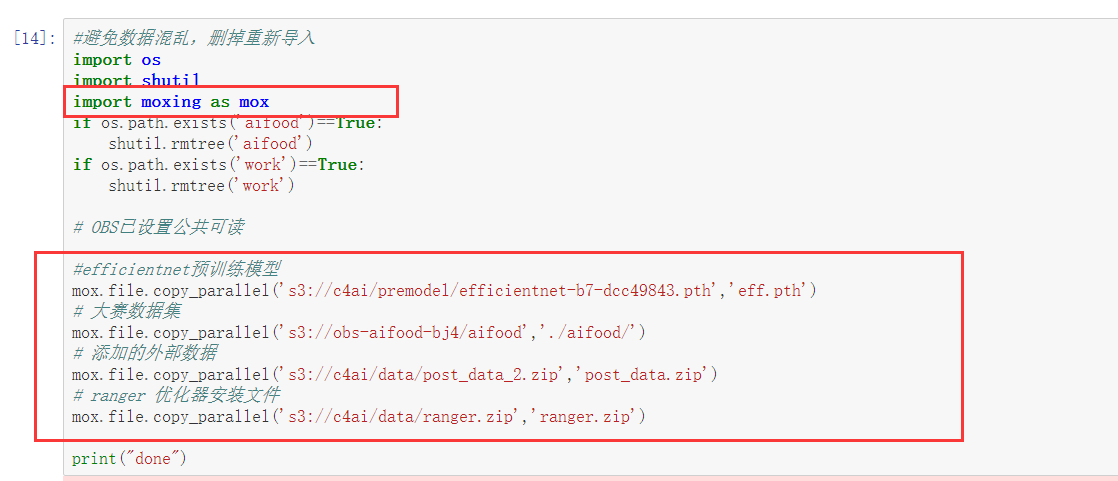 [14]: #避免数据混乱，删掉重新导入
import os
import shutil
import moxing as mox
if os.path.exists('aifood')==True:
    shutil.rmtree('aifood')
if os.path.exists('work')==True:
    shutil.rmtree('work')
# OBS已设置公共可读
#efficientnet预训练模型
mox.file.copy_parallel('s3://c4ai/premodel/efficientnet-b7-dcc49843.pth','eff.pth')
# 大赛数据集
mox.file.copy_parallel('s3://obs-aifood-bj4/aifood','./aifood/')
# 添加的外部数据
mox.file.copy_parallel('s3://c4ai/data/post_data_2.zip','post_data.zip')
# ranger 优化器安装文件
mox.file.copy_parallel('s3://c4ai/data/ranger.zip','ranger.zip')
print("done")